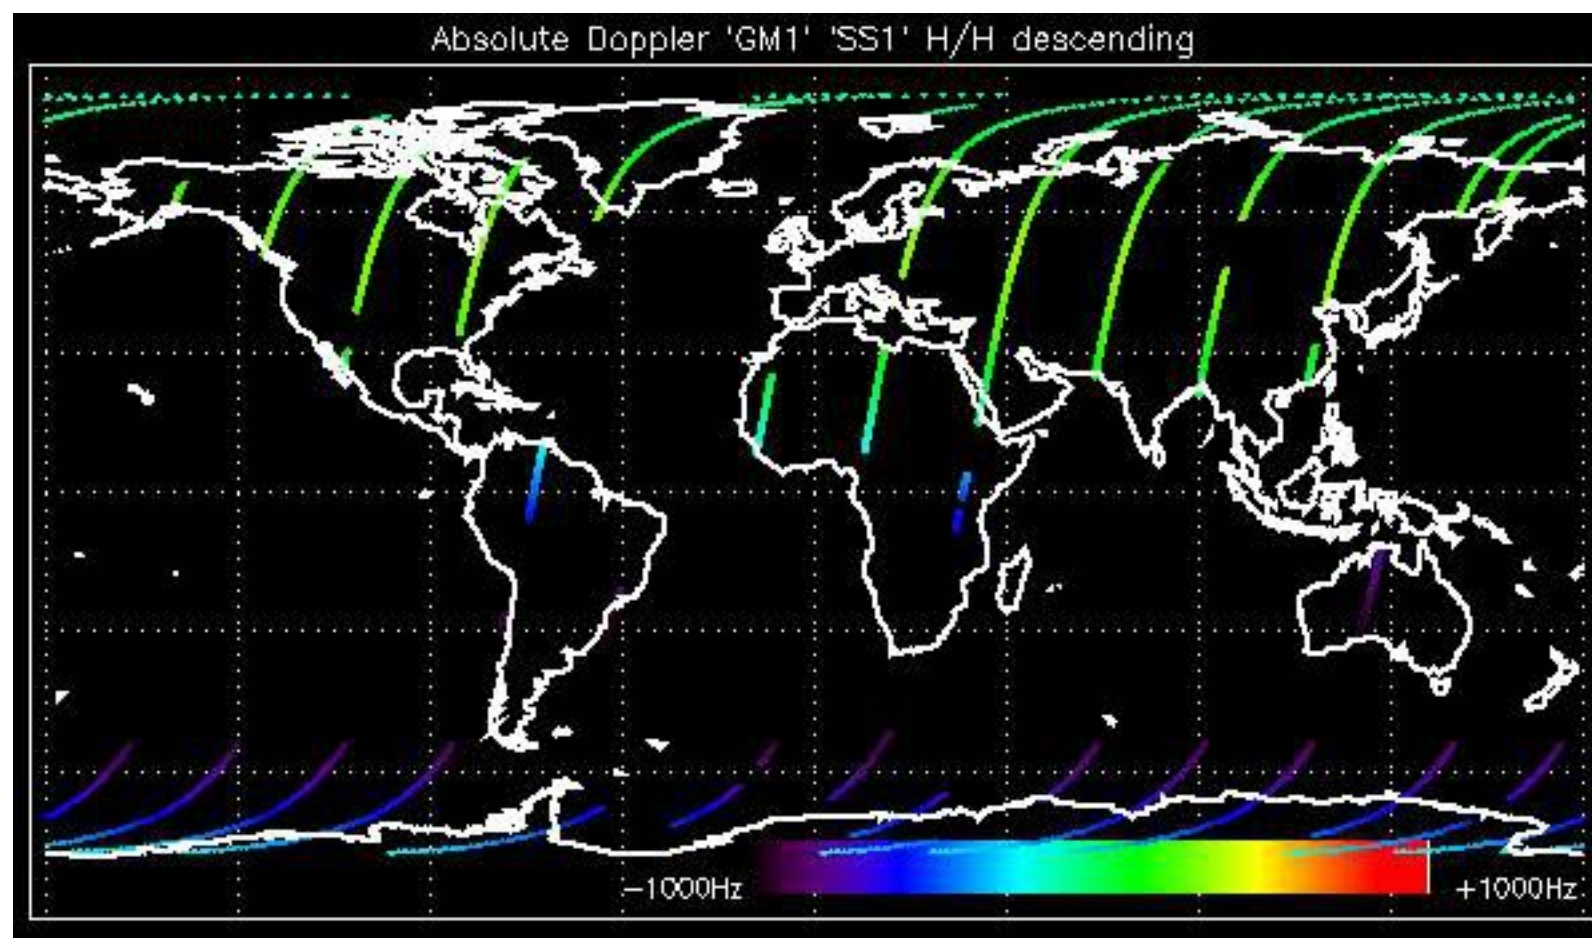 Absolute Doppler 'GM1' 'SS1' H/H descending
-1000Hz
+1000Hz